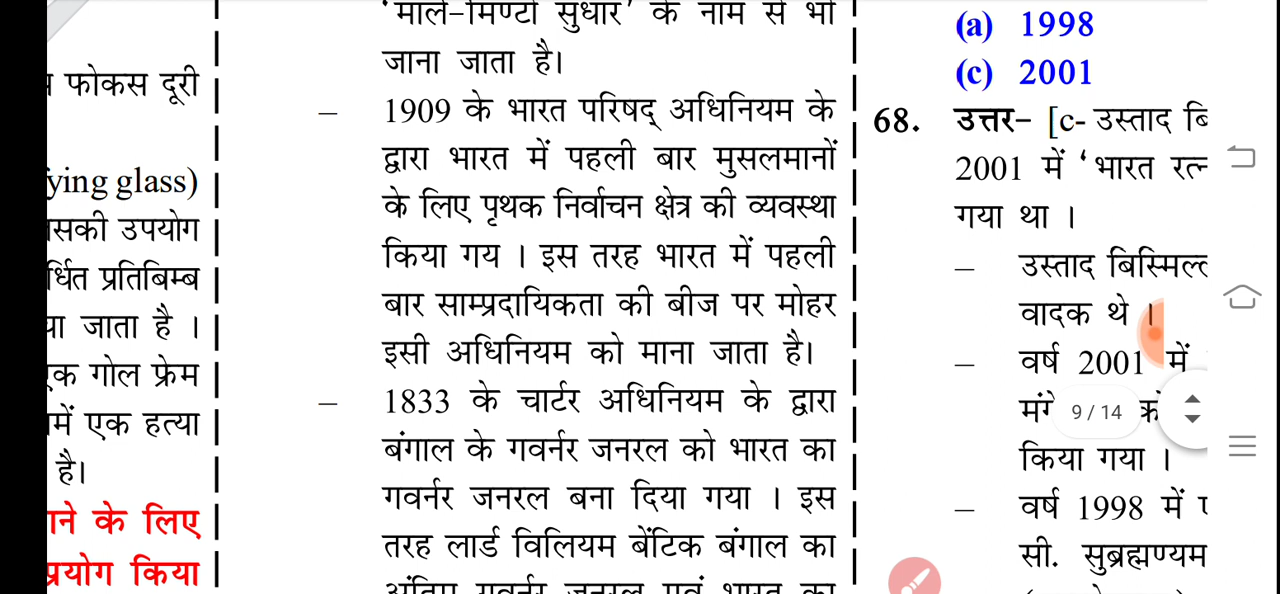 फोकस दूरी
ying glass)
उपयोग
प्रतिबिम्ब
जाता है ।
गोल फ्रेम
में एक हत्या
है।
के लिए
किया
सुधार' के नाम से भी
जाना जाता है।
– 1909 के भारत परिषद् अधिनियम के
द्वारा भारत में पहली बार मुसलमानों
के लिए पृथक निर्वाचन क्षेत्र की व्यवस्था
किया गय । इस तरह भारत में पहली
बार साम्प्रदायिकता की बीज पर मोहर
इसी अधिनियम को माना जाता है।
– 1833 के चार्टर अधिनियम के द्वारा
बंगाल के गवर्नर जनरल को भारत का
गवर्नर जनरल बना दिया गया । इस
तरह लार्ड विलियम बेंटिक बंगाल का
(a) 1998
(c) 2001
68. उत्तर– [c- उस्ताद
2001 में 'भारत रत्न
गया था ।
– उस्ताद
वादक थे ।
– वर्ष 2001 में
9 / 14
किया गया ।
– वर्ष 1998 में
सी. सुब्रह्मण्यम